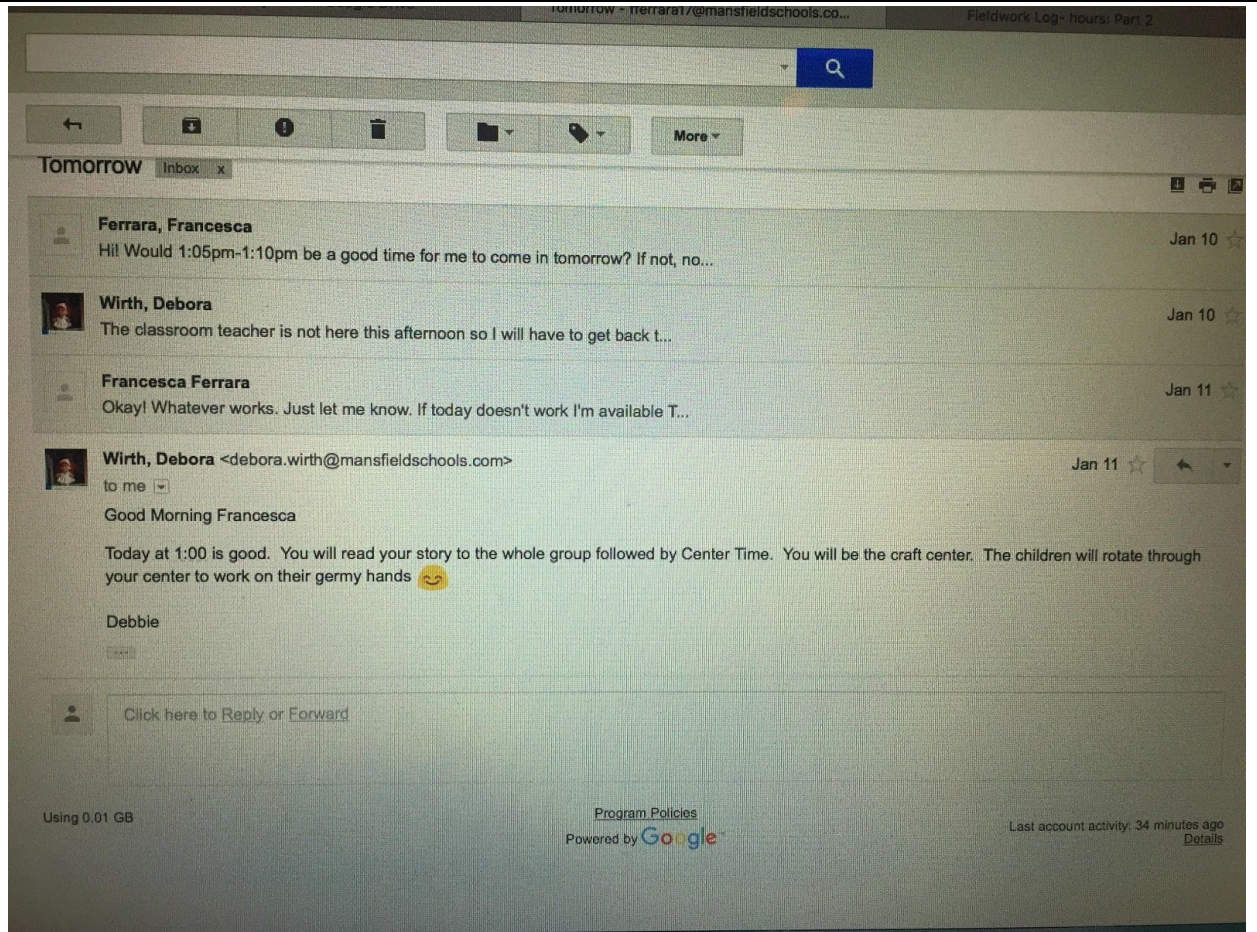 Tomorrow - fferrara17@mansfieldschools.co...
Fieldwork Log- hours: Part 2
More
Tomorrow Inbox x
Ferrara, Francesca
Jan 10
Hi! Would 1:05pm-1:10pm be a good time for me to come in tomorrow? If not, no...
Wirth, Debora
Jan 10
The classroom teacher is not here this afternoon so I will have to get back t...
Francesca Ferrara
Jan 11
Okay! Whatever works. Just let me know. If today doesn't work I'm available T...
Wirth, Debora <debora.wirth@mansfieldschools.com>
Jan 11
to me
Good Morning Francesca
Today at 1:00 is good. You will read your story to the whole group followed by Center Time. You will be the craft center. The children will rotate through
your center to work on their germy hands
Debbie
Click here to Reply or Forward
Using 0.01 GB
Program Policies
Powered by Google
Last account activity: 34 minutes ago
Details